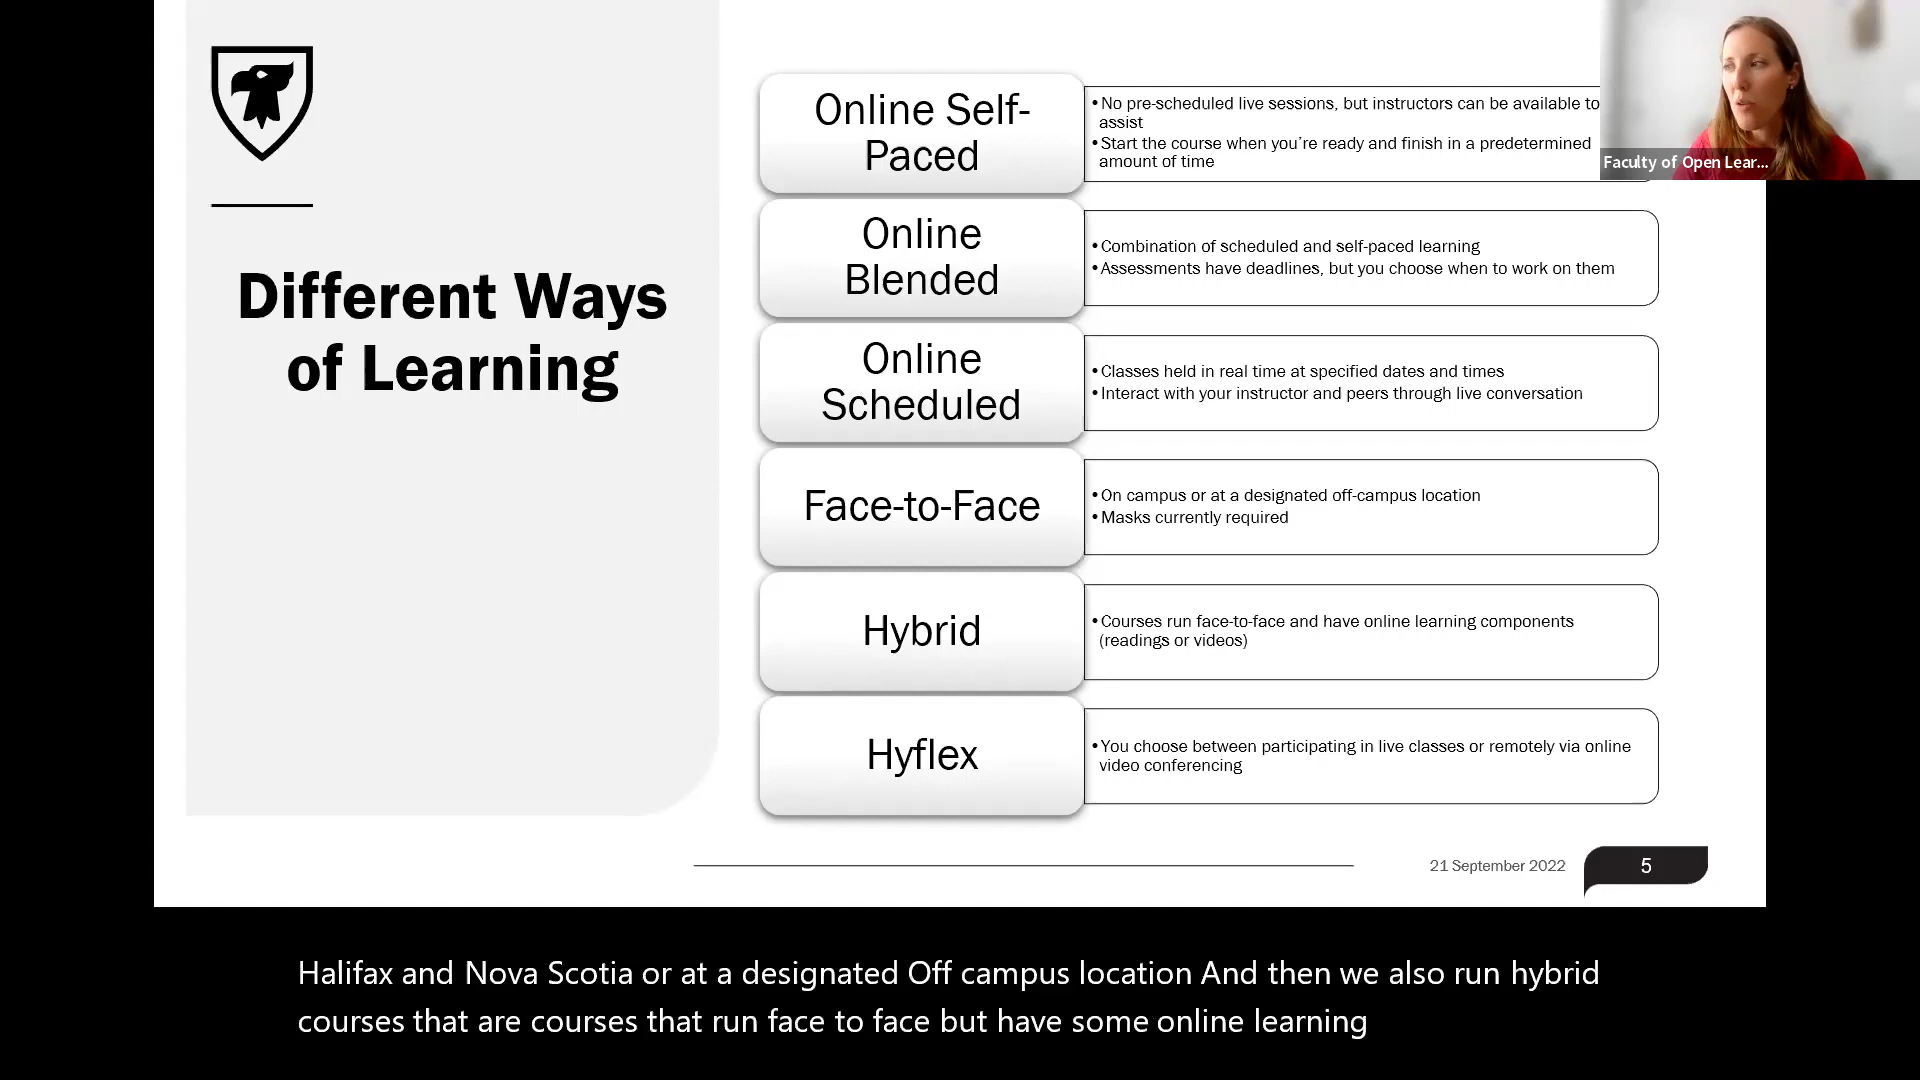 Different Ways
of Learning
Online Self-
Paced
•No pre-scheduled live sessions, but instructors can be available to
assist
•Start the course when you’re ready and finish in a predetermined
amount of time
Online
Blended
•Combination of scheduled and self-paced learning
•Assessments have deadlines, but you choose when to work on them
Online
Scheduled
•Classes held in real time at specified dates and times
•Interact with your instructor and peers through live conversation
Face-to-Face
•On campus or at a designated off-campus location
•Masks currently required
Hybrid
•Courses run face-to-face and have online learning components
(readings or videos)
Hyflex
•You choose between participating in live classes or remotely via online
video conferencing
21 September 2022
5
Faculty of Open Lear...
Halifax and Nova Scotia or at a designated Off campus location And then we also run hybrid
courses that are courses that run face to face but have some online learning